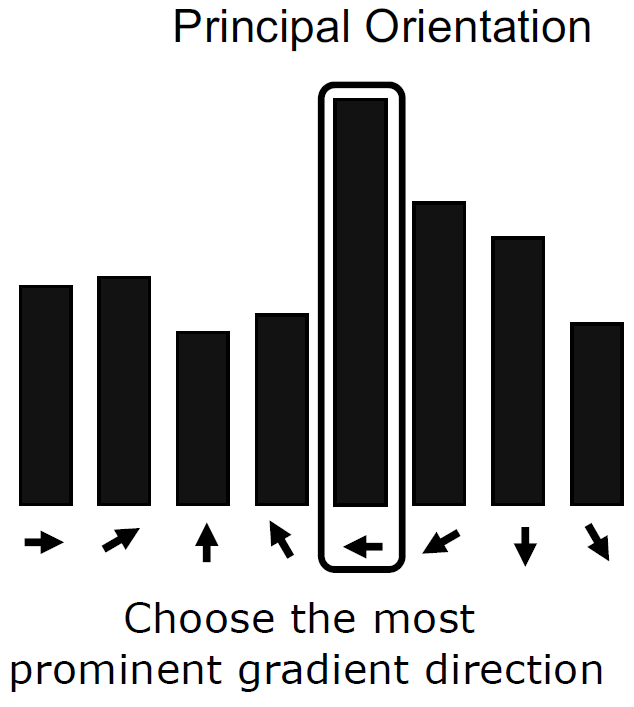 Principal Orientation
Choose the most
prominent gradient direction